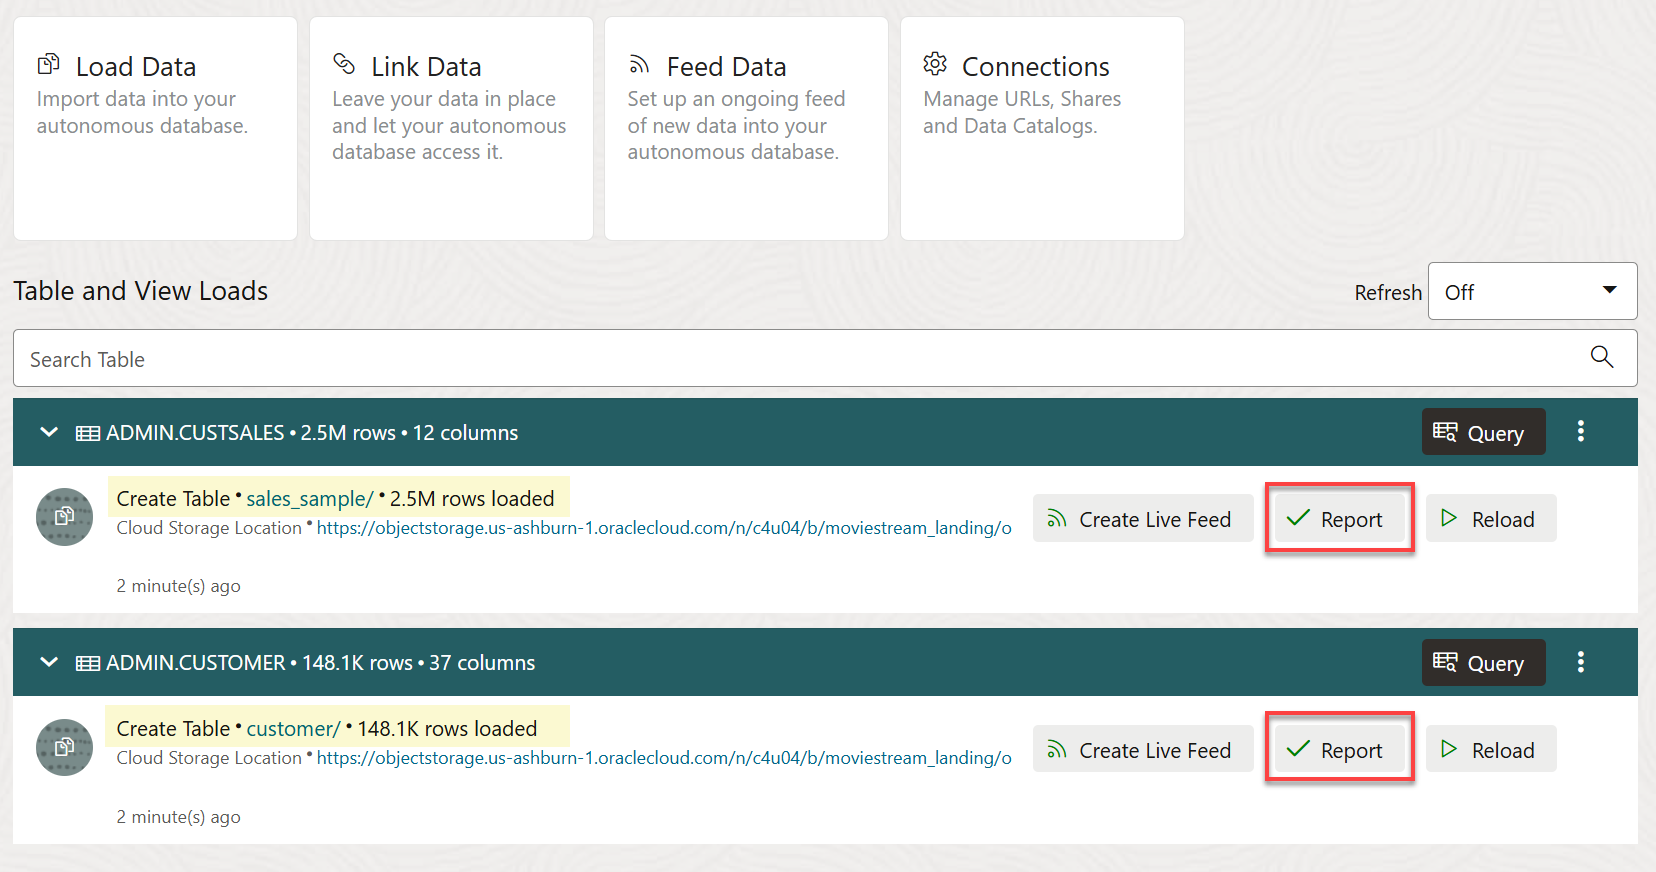 Load Data
Import data into your
autonomous database.
Link Data
Leave your data in place
and let your autonomous
database access it.
Feed Data
Set up an ongoing feed
of new data into your
autonomous database.
Connections
Manage URLs, Shares
and Data Catalogs.
Table and View Loads
Refresh Off
Search Table
ADMIN.CUSTSALES • 2.5M rows • 12 columns Query
Create Table • sales_sample/ • 2.5M rows loaded
Cloud Storage Location • https://objectstorage.us-ashburn-1.oraclecloud.com/n/c4u04/b/moviestream_landing/o
Create Live Feed Report Reload
2 minute(s) ago
ADMIN.CUSTOMER • 148.1K rows • 37 columns Query
Create Table • customer/ • 148.1K rows loaded
Cloud Storage Location • https://objectstorage.us-ashburn-1.oraclecloud.com/n/c4u04/b/moviestream_landing/o
Create Live Feed Report Reload
2 minute(s) ago